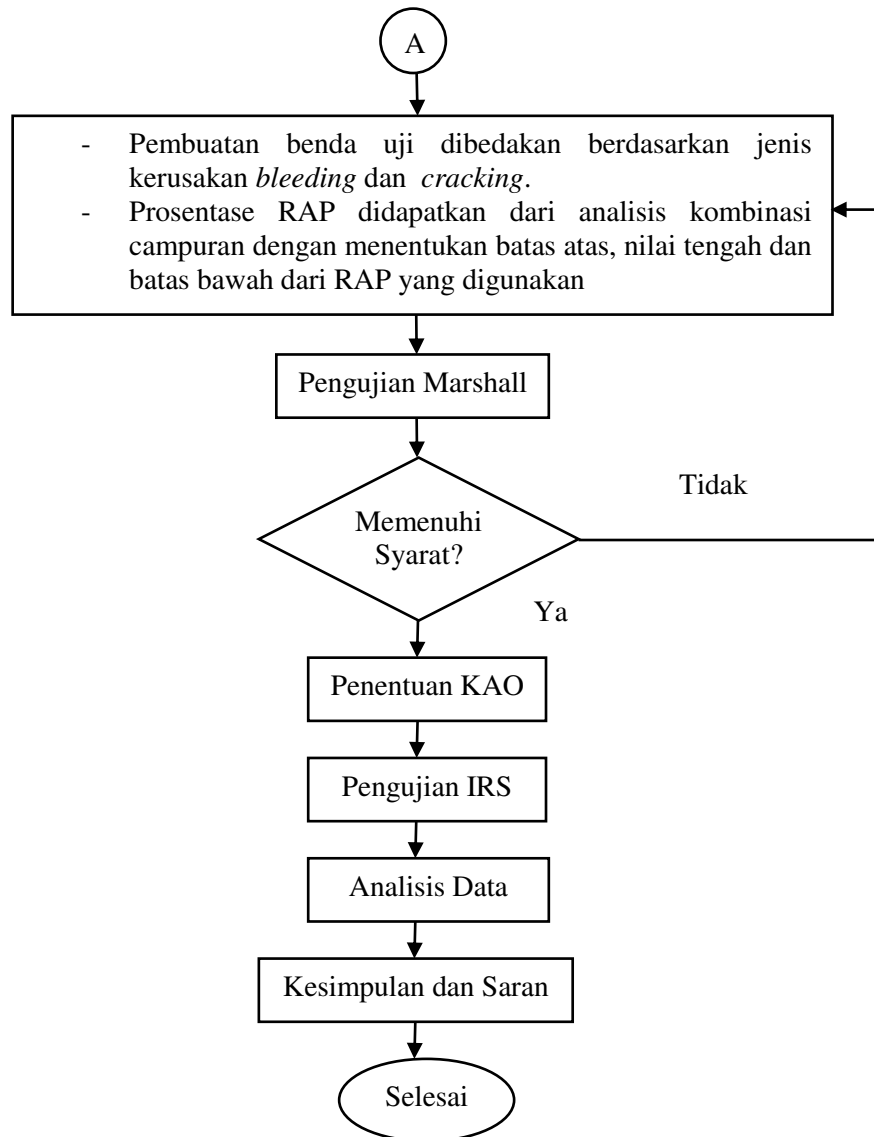 A
- Pembuatan benda uji dibedakan berdasarkan jenis
kerusakan bleeding dan cracking.
- Prosentase RAP didapatkan dari analisis kombinasi
campuran dengan menentukan batas atas, nilai tengah dan
batas bawah dari RAP yang digunakan
Pengujian Marshall
Memenuhi
Syarat?
Tidak
Ya
Penentuan KAO
Pengujian IRS
Analisis Data
Kesimpulan dan Saran
Selesai